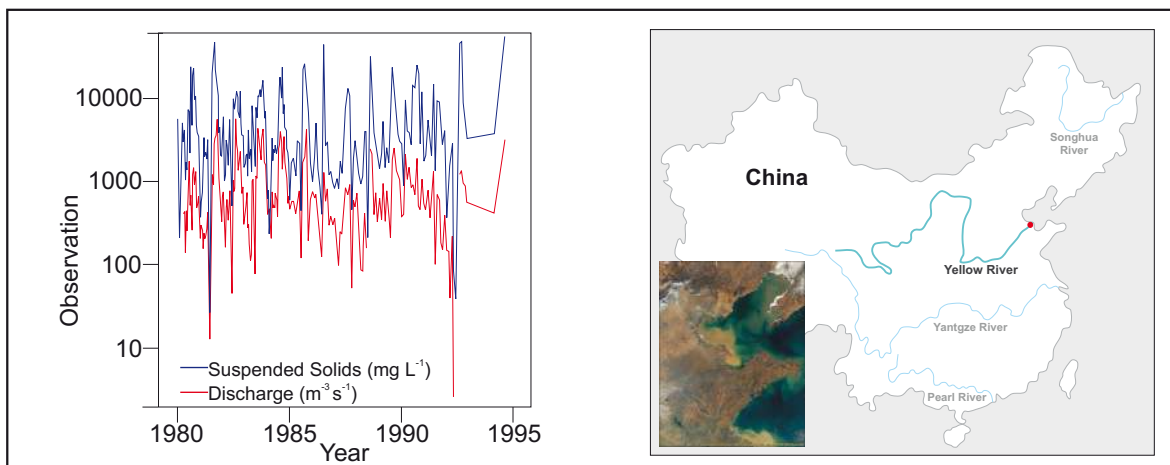 Observation
10000
1000
100
10
Suspended Solids (mg L⁻¹)
Discharge (m⁻³ s⁻¹)
1980
1985
1990
1995
Year
China
Songhua
River
Yellow River
Yantgze River
Pearl River